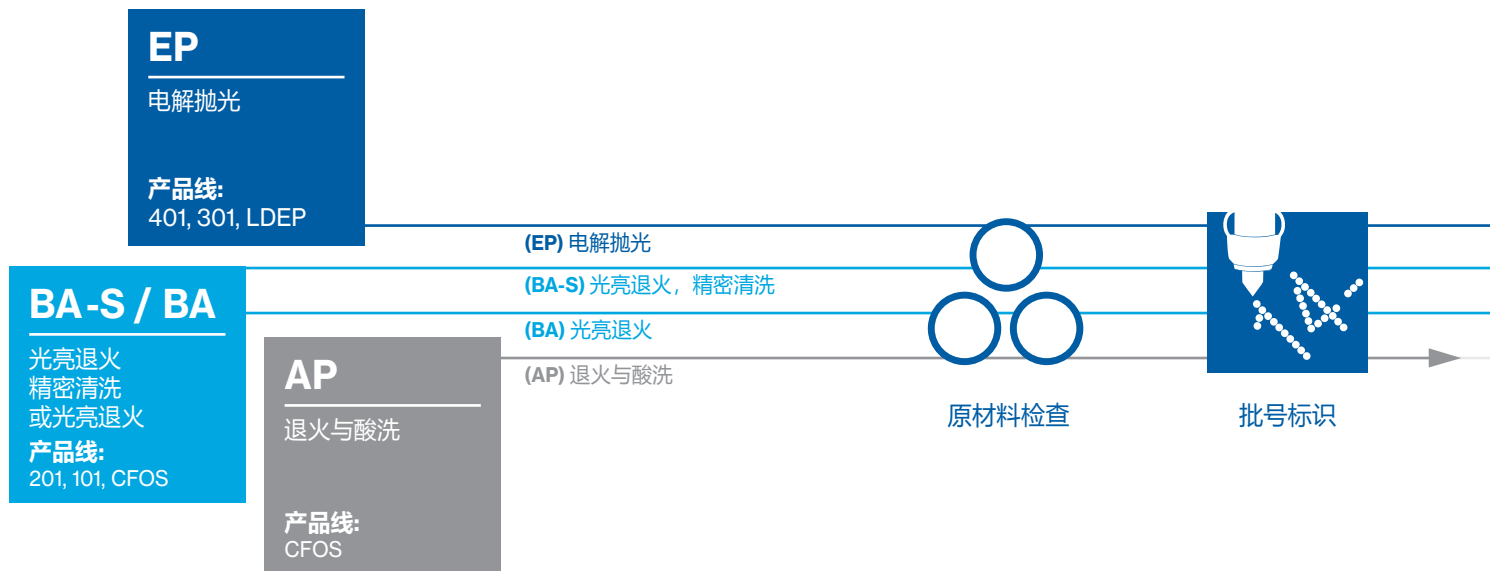 EP
电解抛光
产品线:
401, 301, LDEP
BA-S / BA
光亮退火
精密清洗
或光亮退火
产品线:
201, 101, CFOS
AP
退火与酸洗
产品线:
CFOS
(EP) 电解抛光
(BA-S) 光亮退火，精密清洗
(BA) 光亮退火
(AP) 退火与酸洗
原材料检查
批号标识